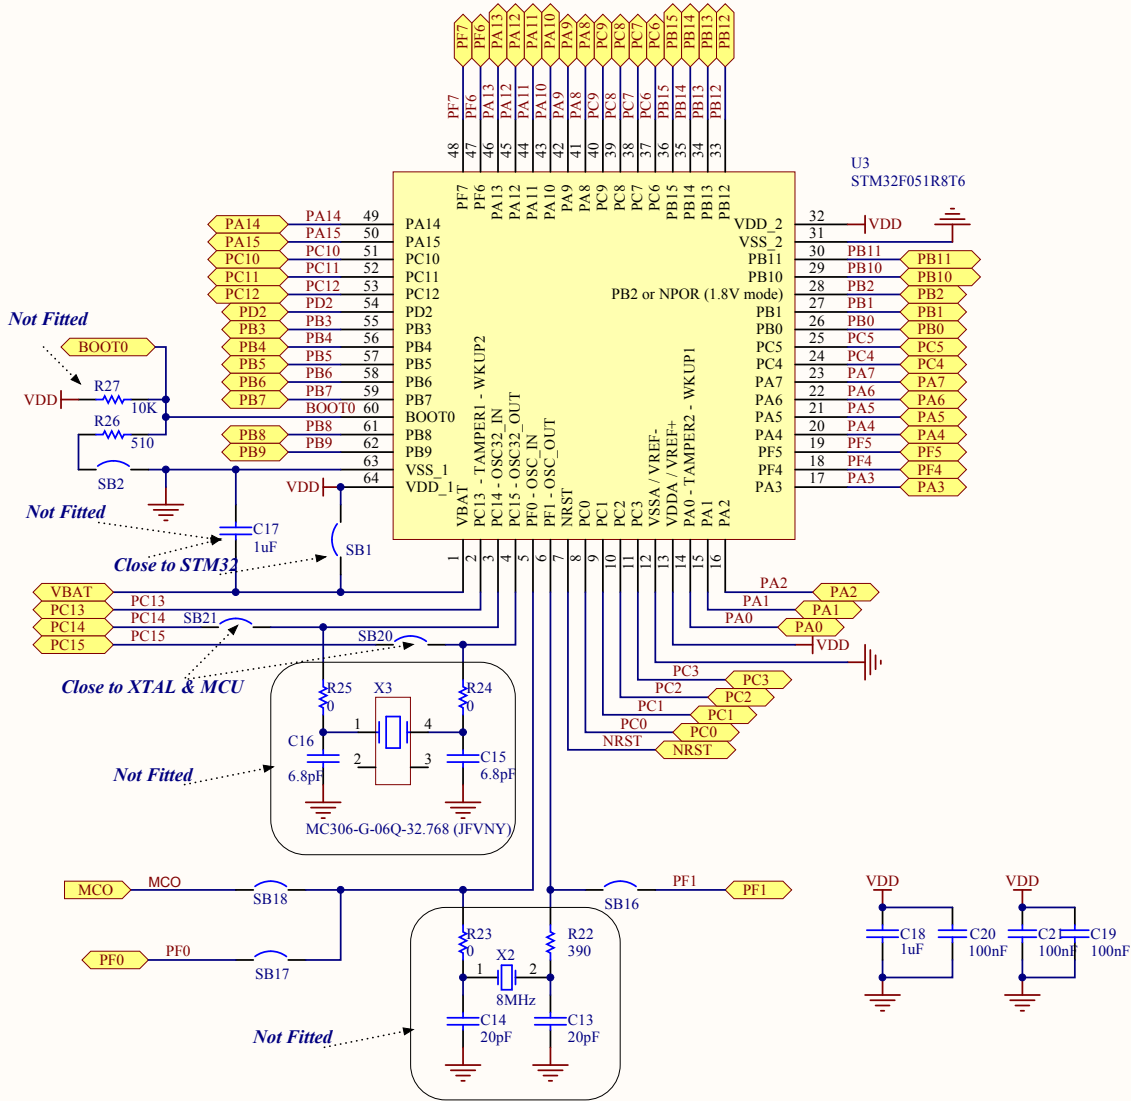 PF7 PF6 PA13 PA12 PA11 PA10 PA9 PA8 PC9 PC8 PC7 PC6 PB15 PB14 PB13 PB12
PF7 PF6 PA13 PA12 PA11 PA10 PA9 PA8 PC9 PC8 PC7 PC6 PB15 PB14 PB13 PB12
48 47 46 45 44 43 42 41 40 39 38 37 36 35 34 33
U3
STM32F051R8T6
PF7 PF6 PA13 PA12 PA11 PA10 PA9 PA8 PC9 PC8 PC7 PC6 PB15 PB14 PB13 PB12
PA14 PA14 49 PA14 VDD_2 32 VDD
PA15 PA15 50 PA15 VSS_2 31
PC10 PC10 51 PC10 PB11 30 PB11 PB11
PC11 PC11 52 PC11 PB10 29 PB10 PB10
PC12 PC12 53 PC12 PB2 or NPOR (1.8V mode) 28 PB2 PB2
PD2 PD2 54 PD2 PB1 27 PB1 PB1
Not Fitted
PB3 PB3 55 PB3 PB0 26 PB0 PB0
BOOT0 PB4 PB4 56 PB4 PC5 25 PC5 PC5
PB5 PB5 57 PB5 PC4 24 PC4 PC4
PB6 PB6 58 PB6 PA7 23 PA7 PA7
VDD R27 10K PB7 PB7 59 PB7 PA6 22 PA6 PA6
BOOT0 60 BOOT0 PA5 21 PA5 PA5
R26 510 PB8 PB8 61 PB8 PA4 20 PA4 PA4
PB9 PB9 62 PB9 PF5 19 PF5 PF5
SB2 63 VSS_1 PF4 18 PF4 PF4
VDD 64 VDD_1 PA3 17 PA3 PA3
VBAT
PC13 - TAMPER1 - WKUP2
PC14 - OSC32_IN
PC15 - OSC32_OUT
PF0 - OSC_IN
PF1 - OSC_OUT
NRST
PC0
PC1
PC2
PC3
VSSA / VREF-
VDDA / VREF+
PA0 - TAMPER2 - WKUP1
PA1
PA2
1 2 3 4 5 6 7 8 9 10 11 12 13 14 15 16
Not Fitted
C17
1uF
SB1
Close to STM32
VBAT
PC13 PC13
PC14 PC14 SB21
PC15 PC15 SB20
PA2 PA2
PA1 PA1
PA0 PA0
VDD
PC3 PC3
PC2 PC2
PC1 PC1
PC0 PC0
NRST NRST
Close to XTAL & MCU
R25
0
X3
R24
0
1 4
2 3
C16
6.8pF
C15
6.8pF
Not Fitted
MC306-G-06Q-32.768 (JFVNY)
MCO MCO SB18
PF0 PF0 SB17
SB16 PF1 PF1
R23
0
R22
390
1 X2 2
8MHz
C14
20pF
C13
20pF
Not Fitted
VDD VDD
C18
1uF
C20
100nF
C21
100nF
C19
100nF